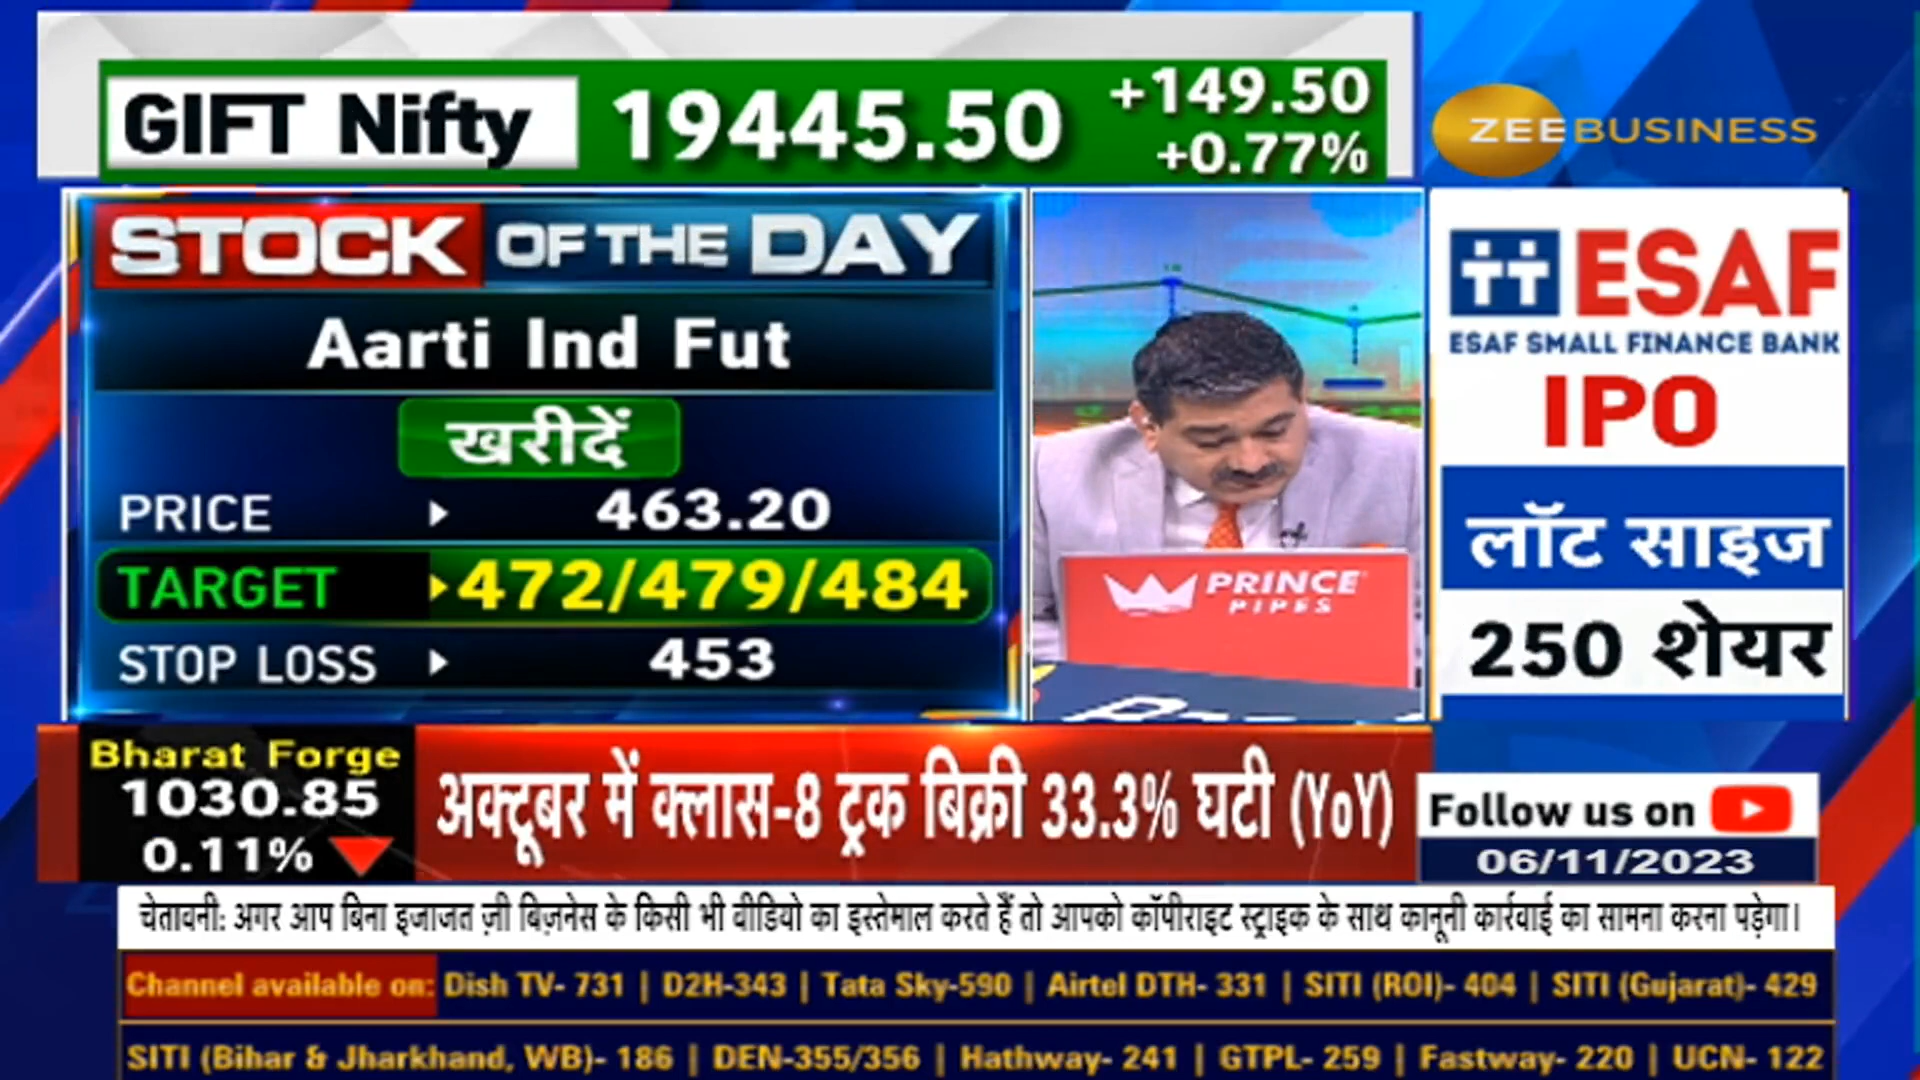 GIFT Nifty 19445.50 +149.50
+0.77%
ZEEBUSINESS
STOCK OF THE DAY
Aarti Ind Fut
खरीदें
PRICE 463.20
TARGET 472/479/484
STOP LOSS 453
PRINCE
PIPES
ESAF
ESAF SMALL FINANCE BANK
IPO
लॉट साइज
250 शेयर
Bharat Forge
1030.85
0.11%
अक्टूबर में क्लास-8 ट्रक बिक्री 33.3% घटी (YoY)
Follow us on
06/11/2023
चेतावनी: अगर आप बिना इजाजत ज़ी बिज़नेस के किसी भी वीडियो का इस्तेमाल करते हैं तो आपको कॉपीराइट स्ट्राइक के साथ कानूनी कार्रवाई का सामना करना पड़ेगा।
Channel available on: Dish TV- 731 | D2H-343 | Tata Sky-590 | Airtel DTH- 331 | SITI (ROI)- 404 | SITI (Gujarat)- 429
SITI (Bihar & Jharkhand, WB)- 186 | DEN-355/356 | Hathway- 241 | GTPL- 259 | Fastway- 220 | UCN- 122